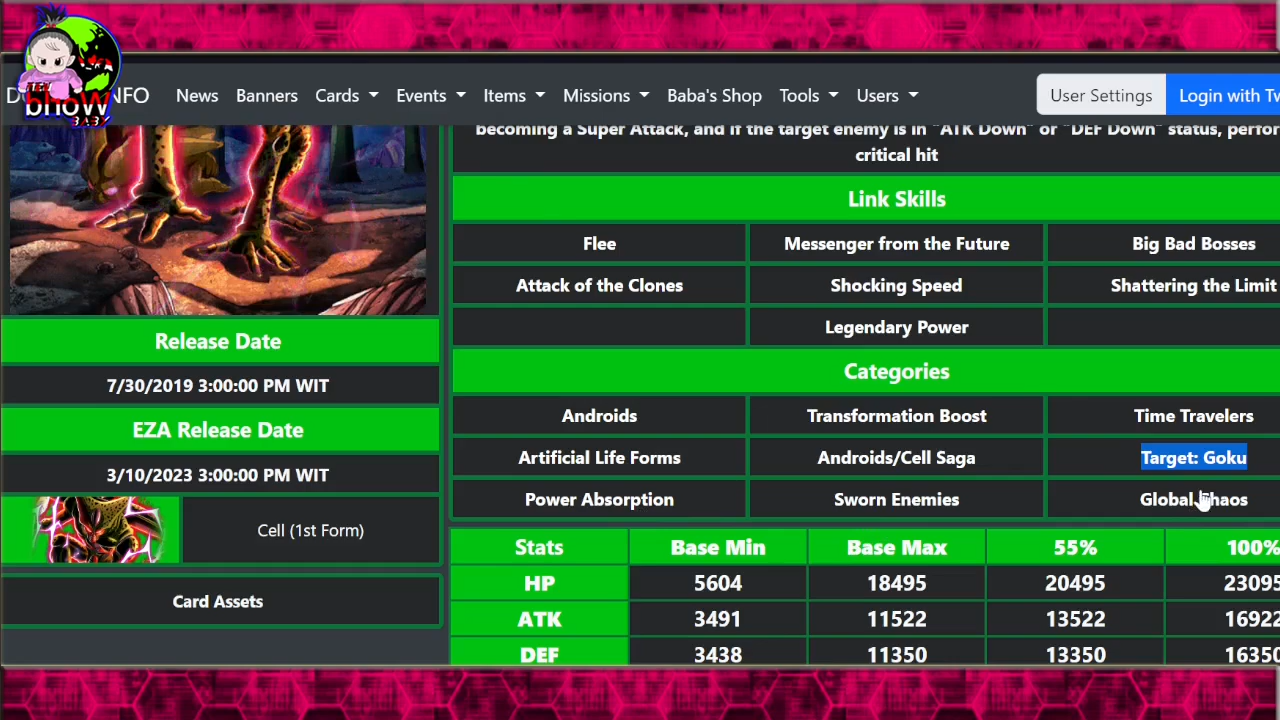 bhow
BABY
NFO
News
Banners
Cards
Events
Items
Missions
Baba's Shop
Tools
Users
User Settings
Login with Tw
becoming a Super Attack, and if the target enemy is in "ATK Down" or "DEF Down" status, perfor
critical hit
Link Skills
Flee
Messenger from the Future
Big Bad Bosses
Attack of the Clones
Shocking Speed
Shattering the Limit
Legendary Power
Release Date
7/30/2019 3:00:00 PM WIT
EZA Release Date
3/10/2023 3:00:00 PM WIT
Cell (1st Form)
Card Assets
Categories
Androids
Transformation Boost
Time Travelers
Artificial Life Forms
Androids/Cell Saga
Target: Goku
Power Absorption
Sworn Enemies
Global Chaos
Stats
Base Min
Base Max
55%
100%
HP
5604
18495
20495
23095
ATK
3491
11522
13522
16922
DEF
3438
11350
13350
16350